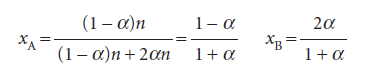 x_A = (1 − α)n / ((1 − α)n + 2αn) = (1 − α) / (1 + α)   x_B = 2α / (1 + α)